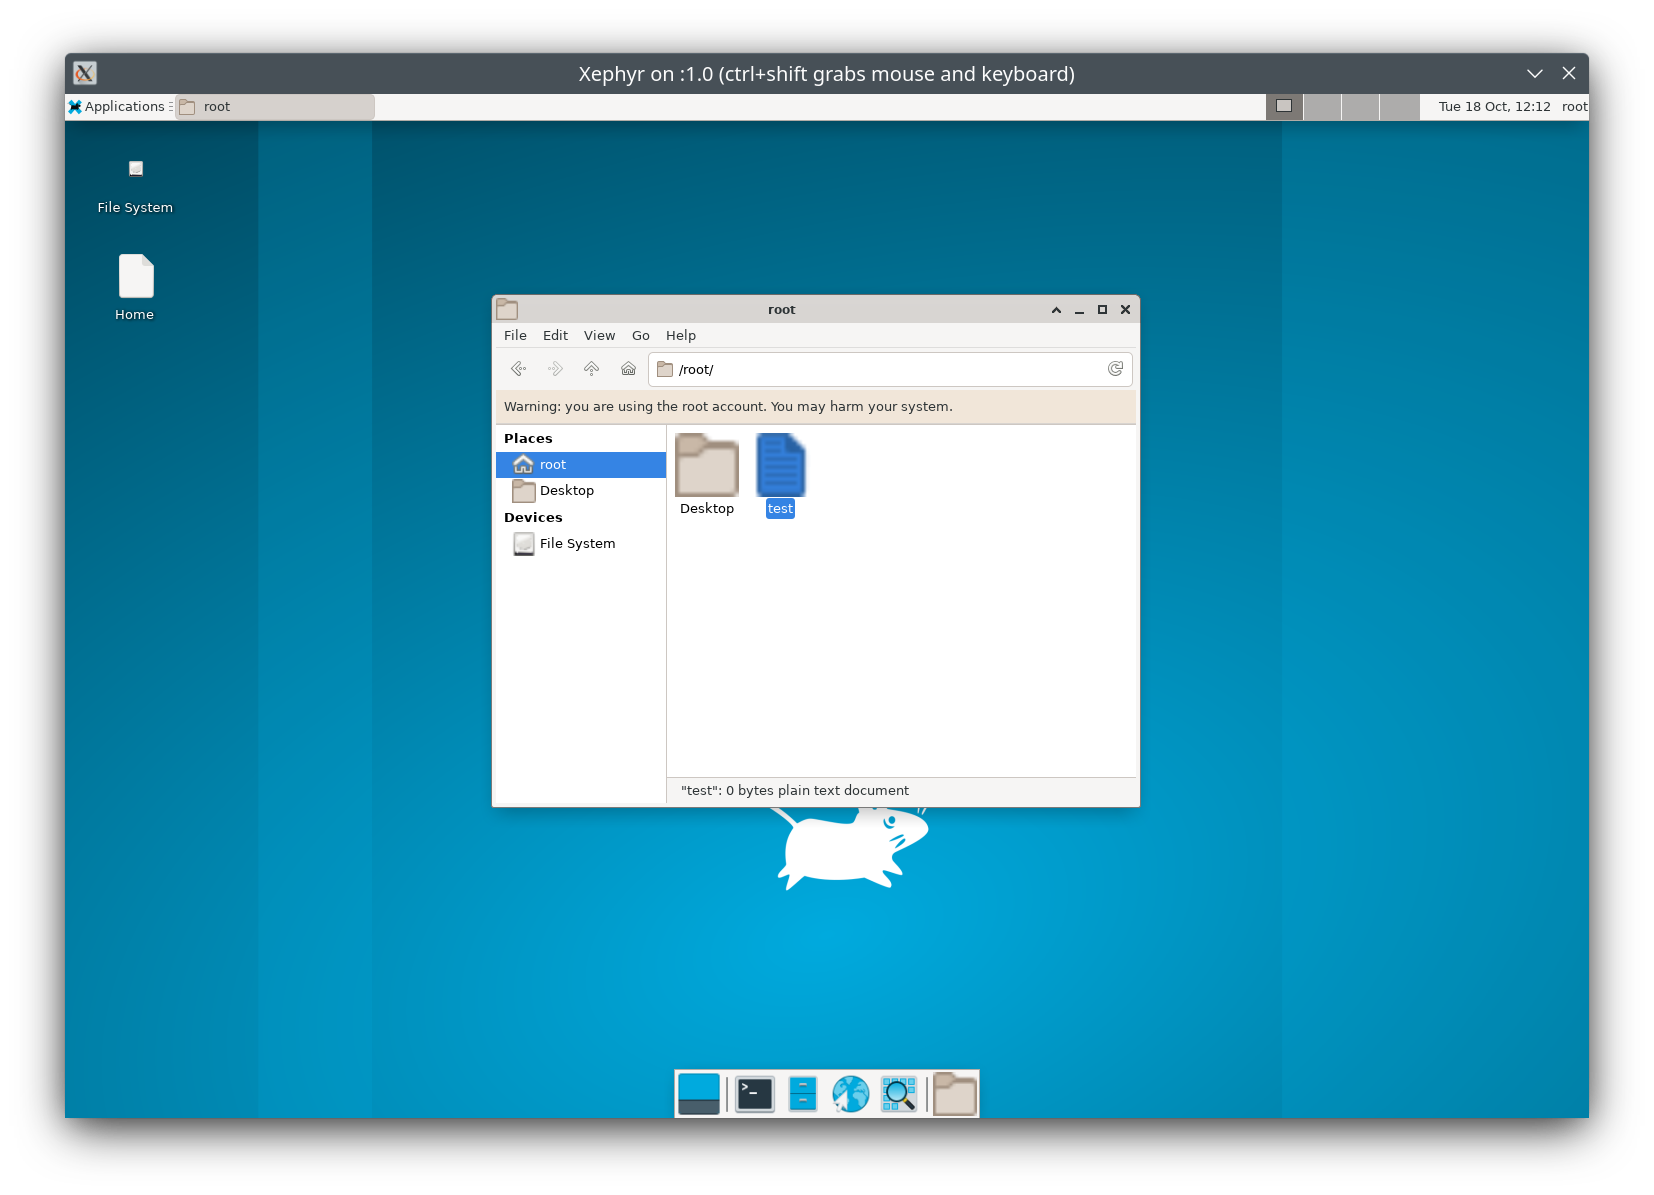 Xephyr on :1.0 (ctrl+shift grabs mouse and keyboard)
Applications root Tue 18 Oct, 12:12 root
File System
Home
root
File Edit View Go Help
/root/
Warning: you are using the root account. You may harm your system.
Places
root
Desktop
Devices
File System
Desktop test
"test": 0 bytes plain text document